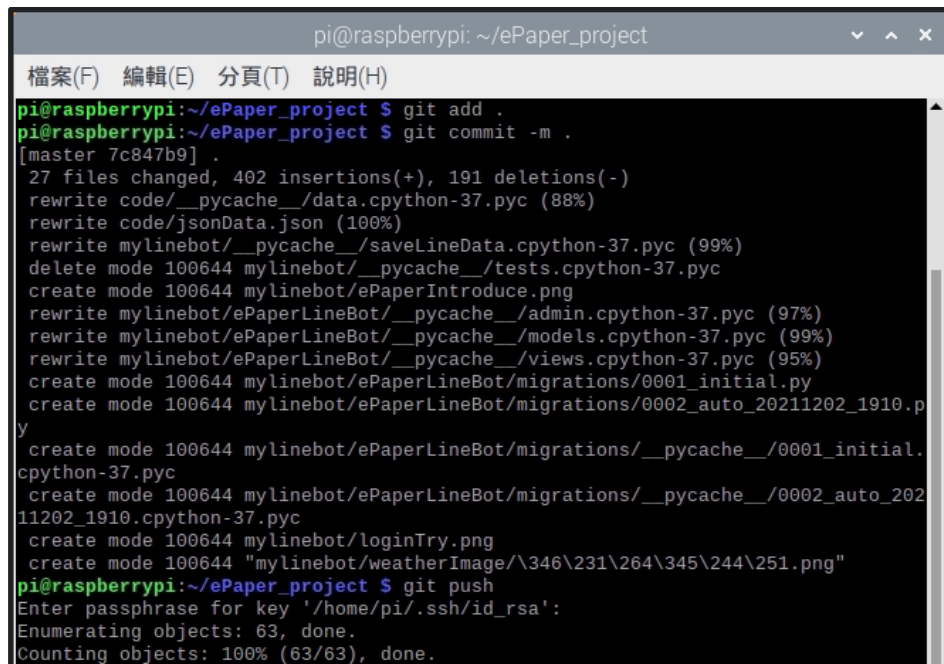 pi@raspberrypi: ~/ePaper_project
檔案(F) 編輯(E) 分頁(T) 說明(H)
pi@raspberrypi:~/ePaper_project $ git add .
pi@raspberrypi:~/ePaper_project $ git commit -m .
[master 7c847b9] .
 27 files changed, 402 insertions(+), 191 deletions(-)
 rewrite code/__pycache__/data.cpython-37.pyc (88%)
 rewrite code/jsonData.json (100%)
 rewrite mylinebot/__pycache__/saveLineData.cpython-37.pyc (99%)
 delete mode 100644 mylinebot/__pycache__/tests.cpython-37.pyc
 create mode 100644 mylinebot/ePaperIntroduce.png
 rewrite mylinebot/ePaperLineBot/__pycache__/admin.cpython-37.pyc (97%)
 rewrite mylinebot/ePaperLineBot/__pycache__/models.cpython-37.pyc (99%)
 rewrite mylinebot/ePaperLineBot/__pycache__/views.cpython-37.pyc (95%)
 create mode 100644 mylinebot/ePaperLineBot/migrations/0001_initial.py
 create mode 100644 mylinebot/ePaperLineBot/migrations/0002_auto_20211202_1910.p
y
 create mode 100644 mylinebot/ePaperLineBot/migrations/__pycache__/0001_initial.
cpython-37.pyc
 create mode 100644 mylinebot/ePaperLineBot/migrations/__pycache__/0002_auto_202
11202_1910.cpython-37.pyc
 create mode 100644 mylinebot/loginTry.png
 create mode 100644 "mylinebot/weatherImage/\346\231\264\345\244\251.png"
pi@raspberrypi:~/ePaper_project $ git push
Enter passphrase for key '/home/pi/.ssh/id_rsa':
Enumerating objects: 63, done.
Counting objects: 100% (63/63), done.